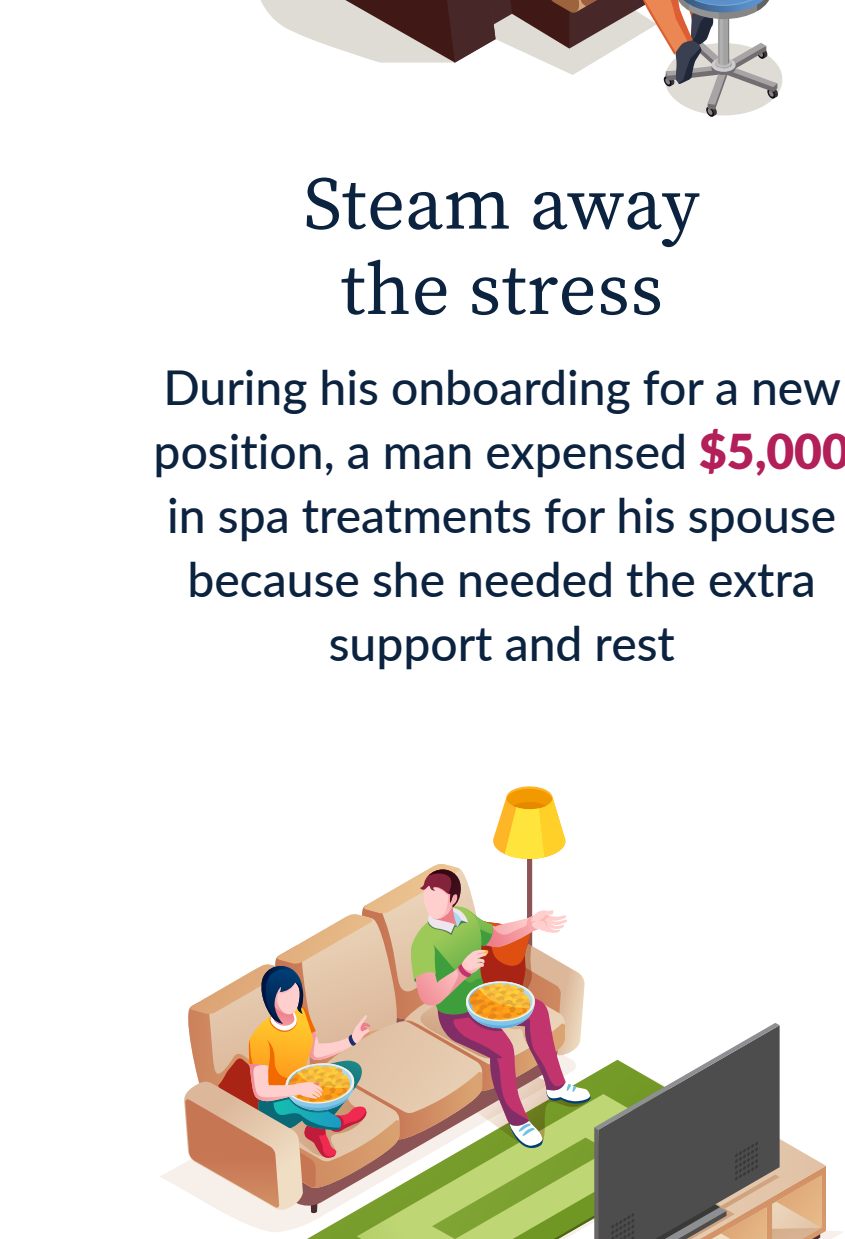 Steam away
the stress
During his onboarding for a new
position, a man expensed $5,000
in spa treatments for his spouse
because she needed the extra
support and rest